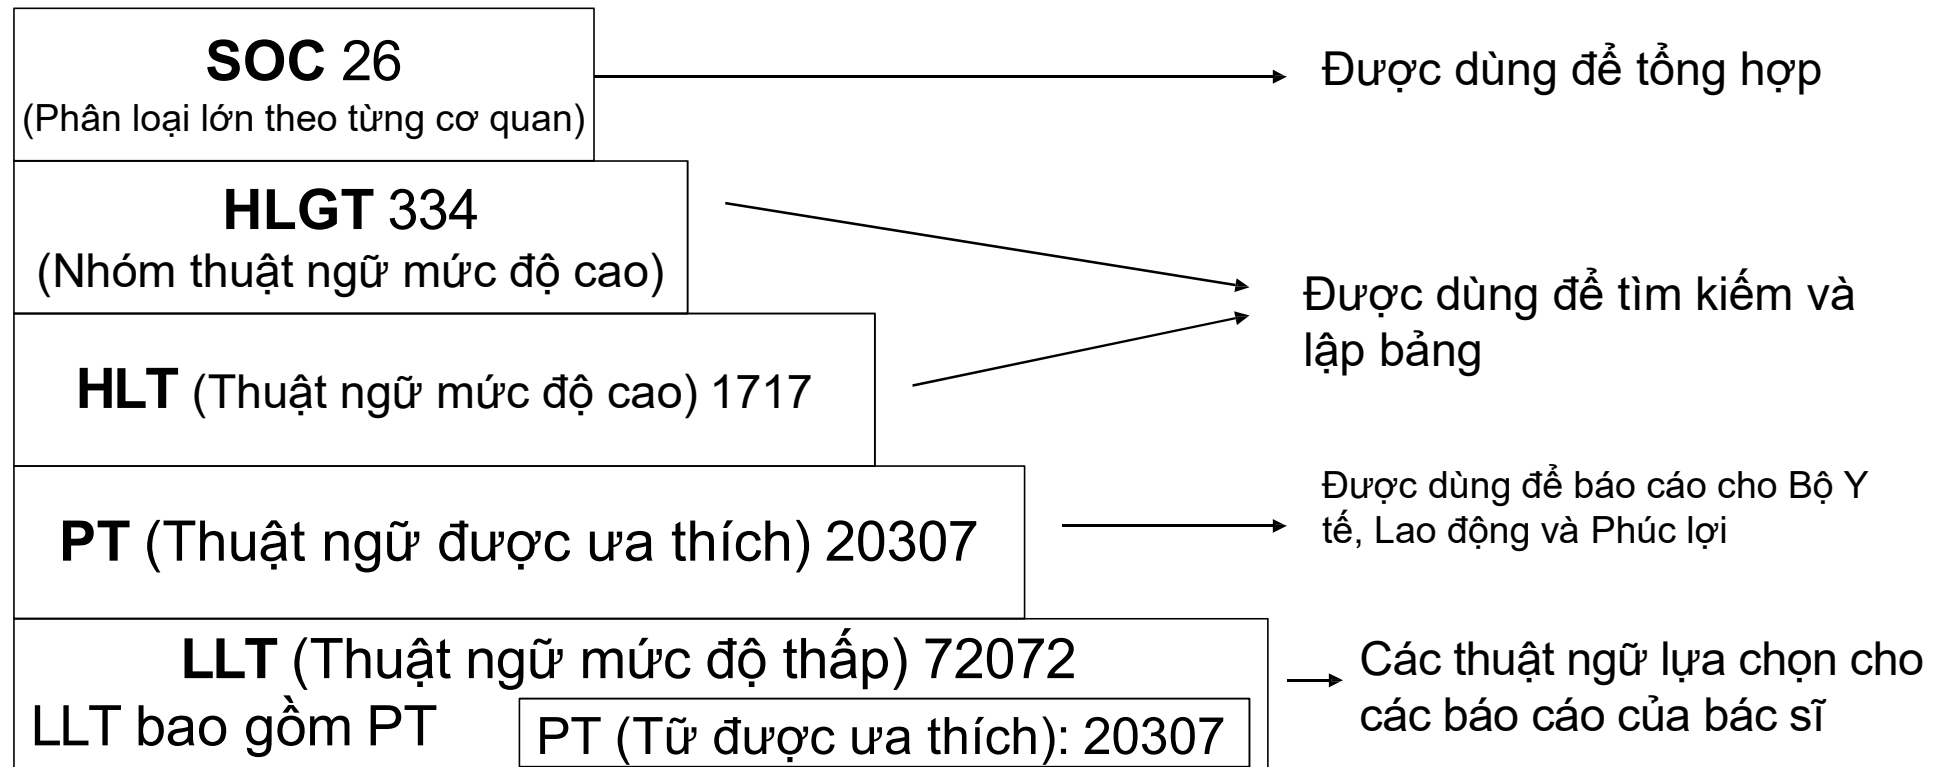 SOC 26
(Phân loại lớn theo từng cơ quan)
Được dùng để tổng hợp
HLGT 334
(Nhóm thuật ngữ mức độ cao)
Được dùng để tìm kiếm và
lập bảng
HLT (Thuật ngữ mức độ cao) 1717
PT (Thuật ngữ được ưa thích) 20307
Được dùng để báo cáo cho Bộ Y
tế, Lao động và Phúc lợi
LLT (Thuật ngữ mức độ thấp) 72072
LLT bao gồm PT
PT (Tữ được ưa thích): 20307
Các thuật ngữ lựa chọn cho
các báo cáo của bác sĩ